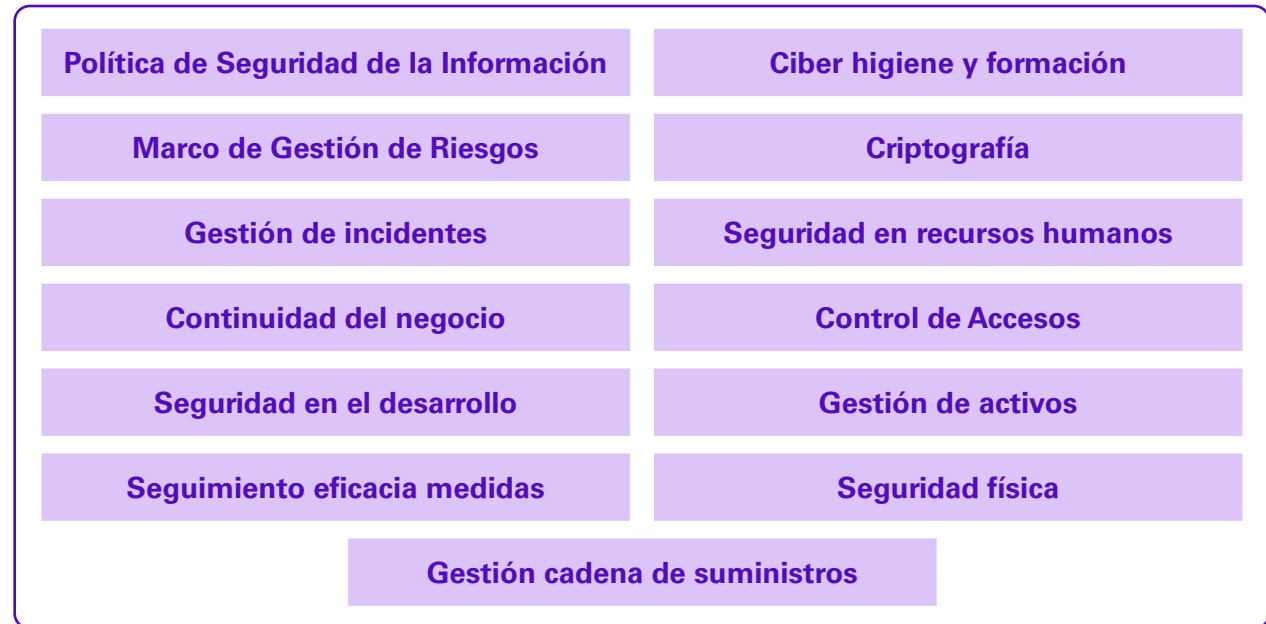 Política de Seguridad de la Información
Ciber higiene y formación
Marco de Gestión de Riesgos
Criptografía
Gestión de incidentes
Seguridad en recursos humanos
Continuidad del negocio
Control de Accesos
Seguridad en el desarrollo
Gestión de activos
Seguimiento eficacia medidas
Seguridad física
Gestión cadena de suministros